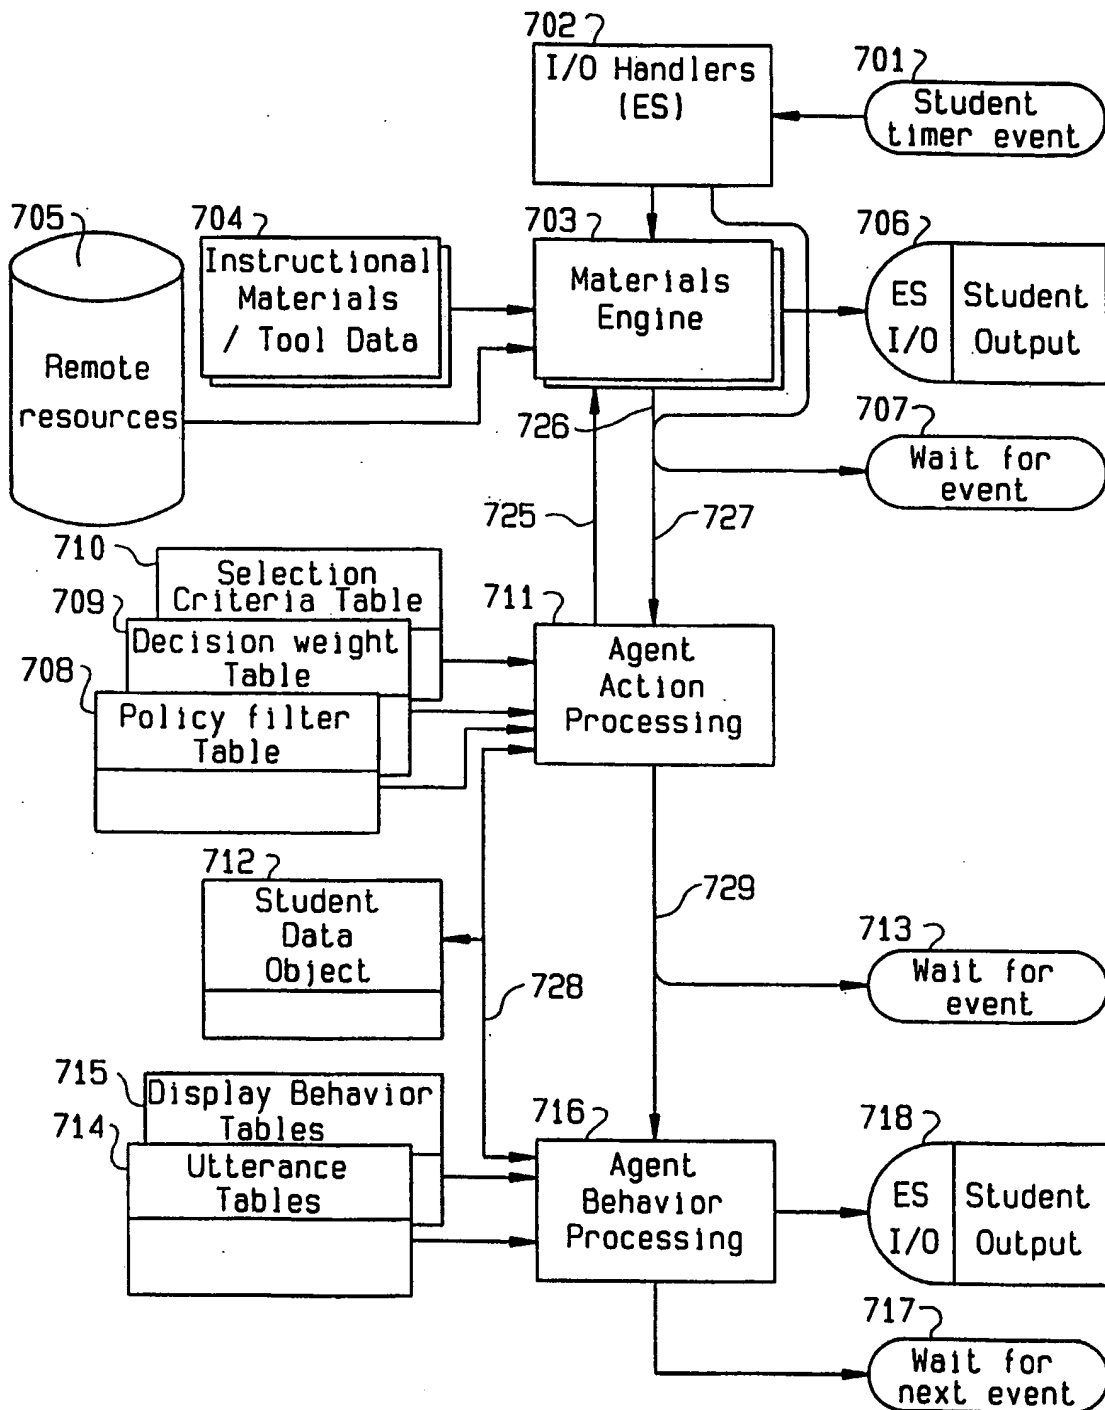 702
I/O Handlers
(ES)
701
Student
timer event
705
704
703
706
Instructional
Materials
/ Tool Data
Materials
Engine
ES
I/O
Student
Output
Remote
resources
726
707
Wait for
event
725
727
710
Selection
Criteria Table
709
Decision weight
Table
708
Policy filter
Table
711
Agent
Action
Processing
712
Student
Data
Object
729
728
713
Wait for
event
715
Display Behavior
Tables
714
Utterance
Tables
716
Agent
Behavior
Processing
718
ES
I/O
Student
Output
717
Wait for
next event